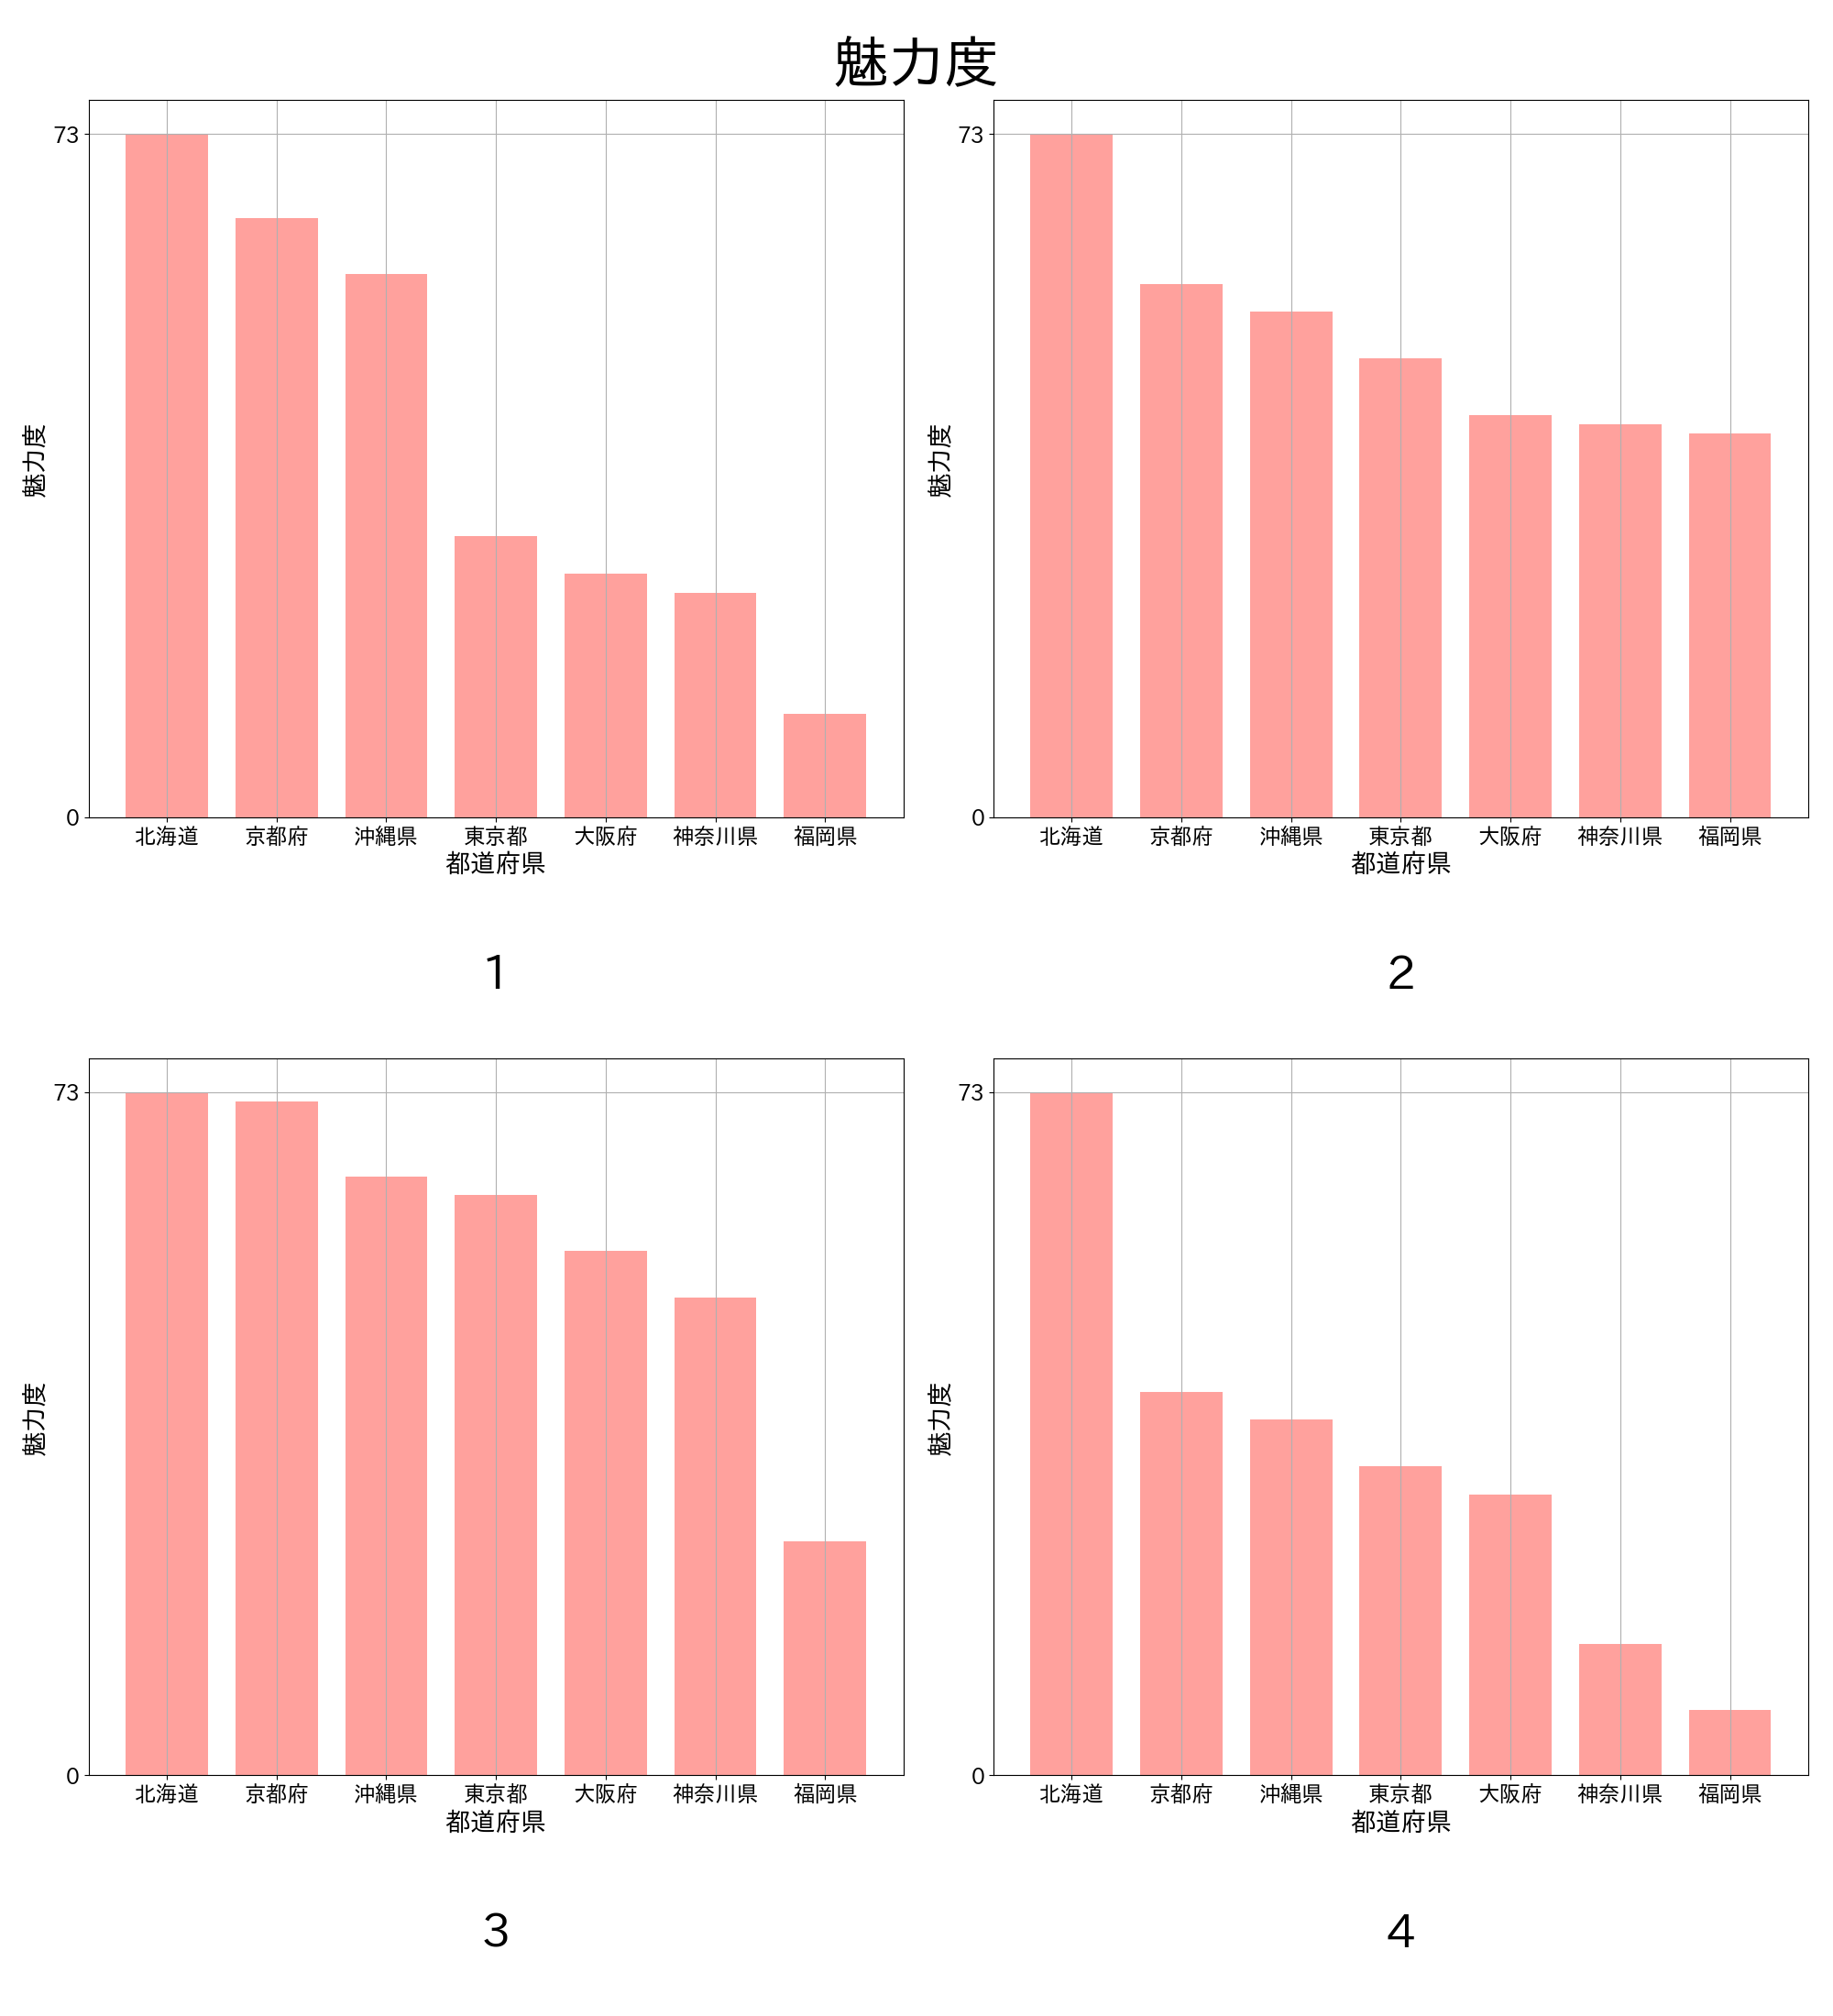 魅力度
73
73
魅力度
魅力度
0
0
北海道 京都府 沖縄県 東京都 大阪府 神奈川県 福岡県
北海道 京都府 沖縄県 東京都 大阪府 神奈川県 福岡県
都道府県
都道府県
1
2
73
73
魅力度
魅力度
0
0
北海道 京都府 沖縄県 東京都 大阪府 神奈川県 福岡県
北海道 京都府 沖縄県 東京都 大阪府 神奈川県 福岡県
都道府県
都道府県
3
4